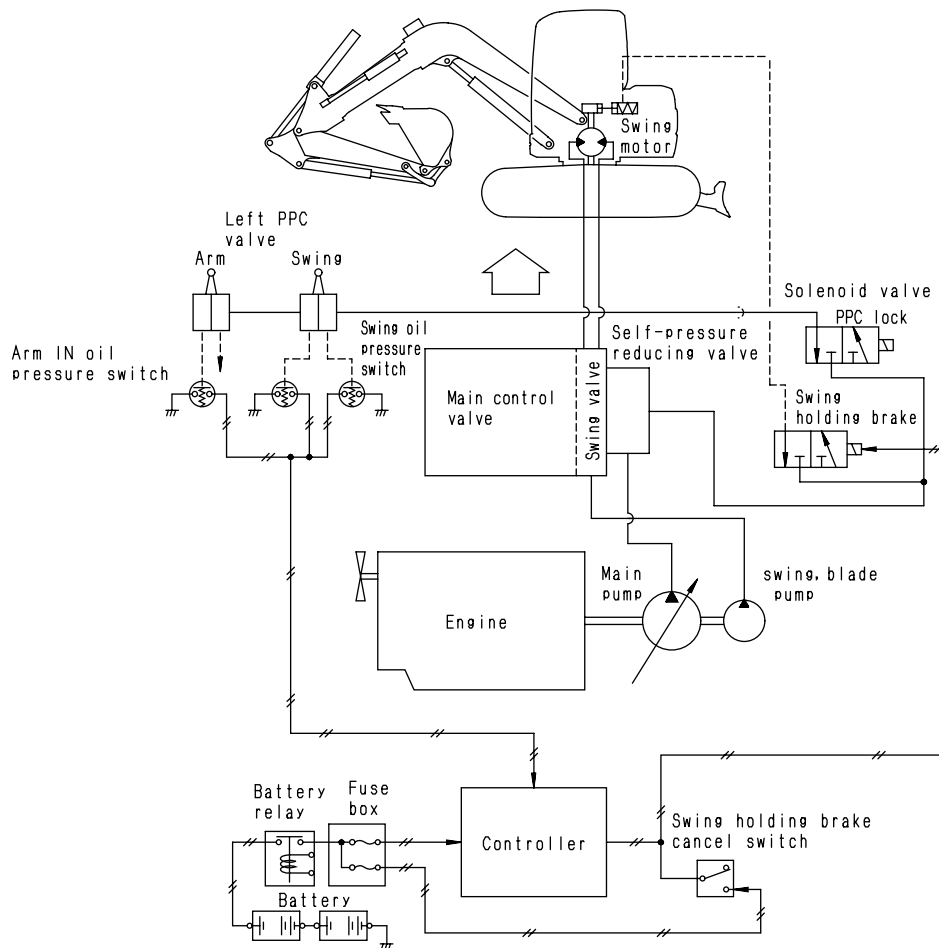 Swing
motor
Left PPC
valve
Arm
Swing
Solenoid valve
PPC lock
Swing oil
pressure
switch
Self-pressure
reducing valve
Arm IN oil
pressure switch
Main control
valve
Swing valve
Swing
holding brake
Main
pump
swing, blade
pump
Engine
Battery
relay
Fuse
box
Controller
Swing holding brake
cancel switch
Battery